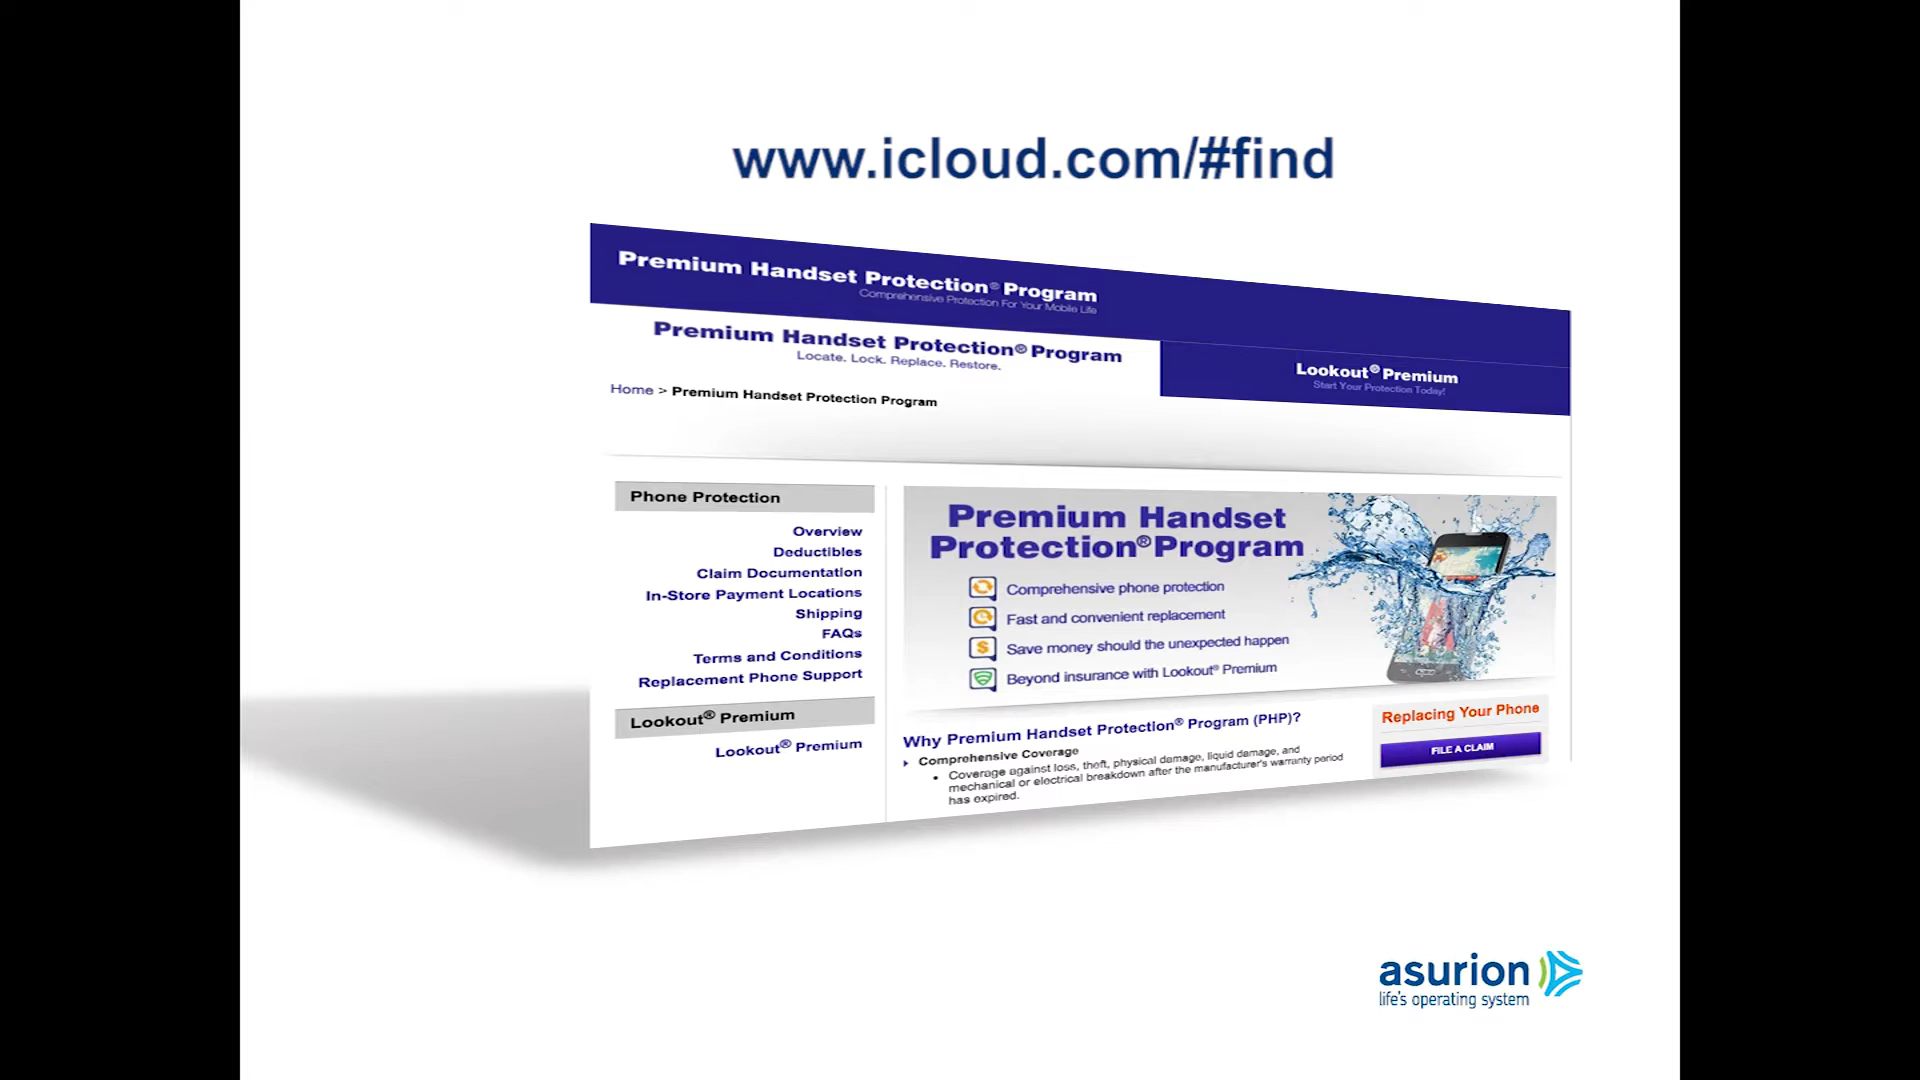 www.icloud.com/#find
Premium Handset Protection® Program
Comprehensive Protection For Your Mobile Life
Premium Handset Protection® Program
Locate. Lock. Replace. Restore.
Lookout® Premium
Start Your Protection Today!
Home > Premium Handset Protection Program
Phone Protection
Overview
Deductibles
Claim Documentation
In-Store Payment Locations
Shipping
FAQs
Terms and Conditions
Replacement Phone Support
Lookout® Premium
Lookout® Premium
Premium Handset
Protection® Program
Comprehensive phone protection
Fast and convenient replacement
Save money should the unexpected happen
Beyond insurance with Lookout® Premium
Why Premium Handset Protection® Program (PHP)?
Comprehensive Coverage
• Coverage against loss, theft, physical damage, liquid damage, and
mechanical or electrical breakdown after the manufacturer's warranty period
has expired.
Replacing Your Phone
FILE A CLAIM
asurion
life's operating system